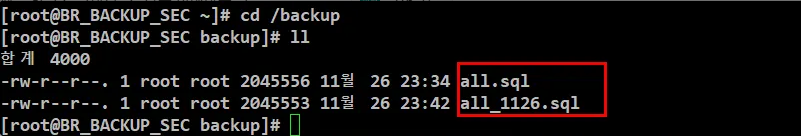 [root@BR_BACKUP_SEC ~]# cd /backup
[root@BR_BACKUP_SEC backup]# ll
합계 4000
-rw-r--r--. 1 root root 2045556 11월 26 23:34 all.sql
-rw-r--r--. 1 root root 2045553 11월 26 23:42 all_1126.sql
[root@BR_BACKUP_SEC backup]#